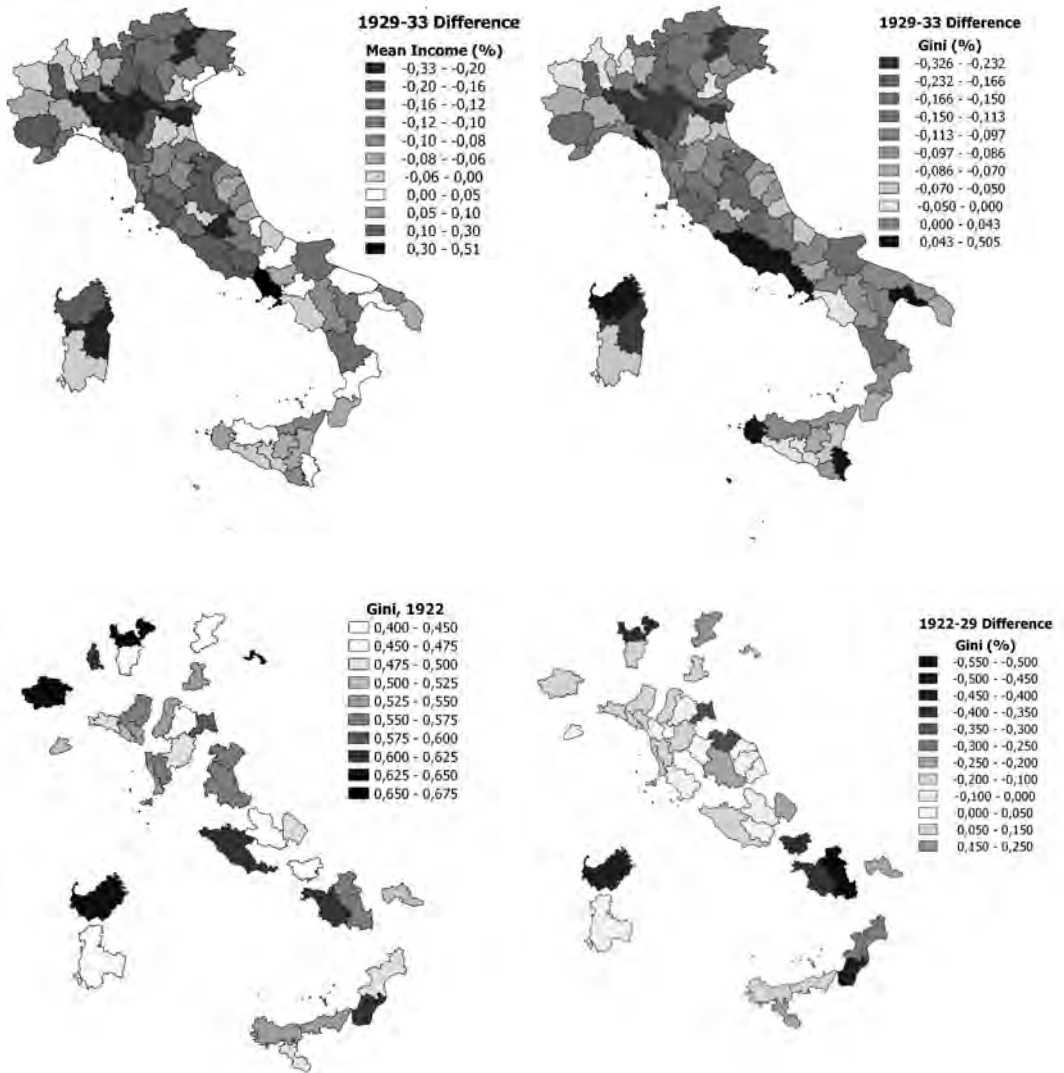 1929-33 Difference
Mean Income (%)
-0,33 - -0,20
-0,20 - -0,16
-0,16 - -0,12
-0,12 - -0,10
-0,10 - -0,08
-0,08 - -0,06
-0,06 - 0,00
0,00 - 0,05
0,05 - 0,10
0,10 - 0,30
0,30 - 0,51
1929-33 Difference
Gini (%)
-0,326 - -0,232
-0,232 - -0,166
-0,166 - -0,150
-0,150 - -0,113
-0,113 - -0,097
-0,097 - -0,086
-0,086 - -0,070
-0,070 - -0,050
-0,050 - 0,000
0,000 - 0,043
0,043 - 0,505
Gini, 1922
0,400 - 0,450
0,450 - 0,475
0,475 - 0,500
0,500 - 0,525
0,525 - 0,550
0,550 - 0,575
0,575 - 0,600
0,600 - 0,625
0,625 - 0,650
0,650 - 0,675
1922-29 Difference
Gini (%)
-0,550 - -0,500
-0,500 - -0,450
-0,450 - -0,400
-0,400 - -0,350
-0,350 - -0,300
-0,300 - -0,250
-0,250 - -0,200
-0,200 - -0,100
-0,100 - 0,000
0,000 - 0,050
0,050 - 0,150
0,150 - 0,250